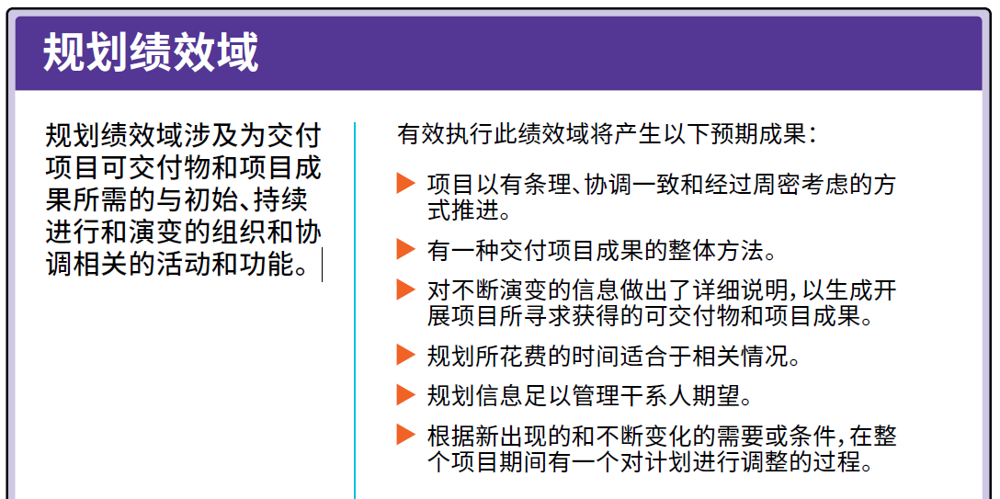 规划绩效域
规划绩效域涉及为交付
项目可交付物和项目成
果所需的与初始、持续
进行和演变的组织和协
调相关的活动和功能。
有效执行此绩效域将产生以下预期成果：
项目以有条理、协调一致和经过周密考虑的方
式推进。
有一种交付项目成果的整体方法。
对不断演变的信息做出了详细说明，以生成开
展项目所寻求获得的可交付物和项目成果。
规划所花费的时间适合于相关情况。
规划信息足以管理干系人期望。
根据新出现的和不断变化的需要或条件，在整
个项目期间有一个对计划进行调整的过程。